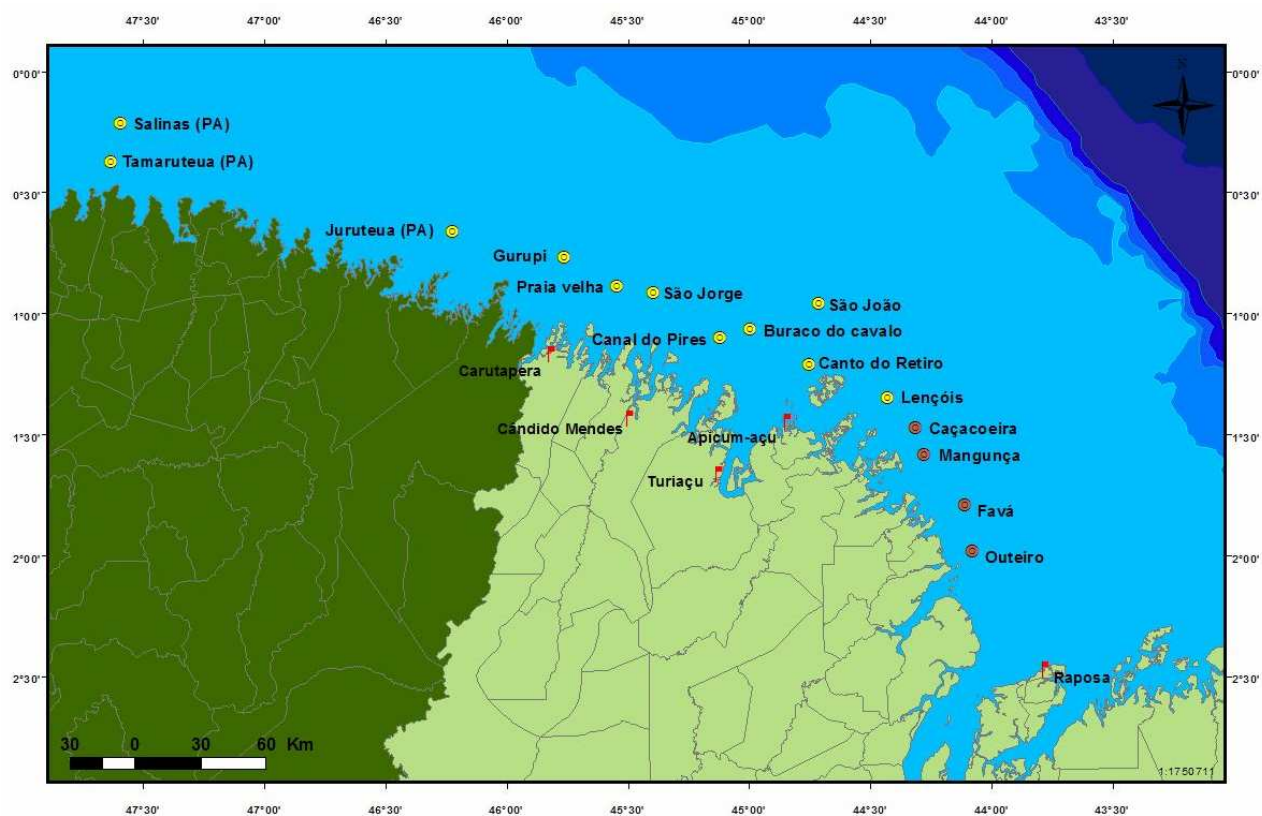 47°30' 47°00' 46°30' 46°00' 45°30' 45°00' 44°30' 44°00' 43°30'
N
0°00' 0°00'
Salinas (PA)
Tamaruteua (PA)
0°30' 0°30'
Juruteua (PA)
Gurupi
Praia velha
São Jorge
São João
1°00' 1°00'
Buraco do cavalo
Canal do Pires
Canto do Retiro
Carutapera
Lençóis
Cândido Mendes
Caçacoeira
1°30' 1°30'
Apicum-açu
Mangunça
Turiaçu
Favá
2°00' 2°00'
Outeiro
2°30' 2°30'
Raposa
30 0 30 60 Km
1:1750711
47°30' 47°00' 46°30' 46°00' 45°30' 45°00' 44°30' 44°00' 43°30'